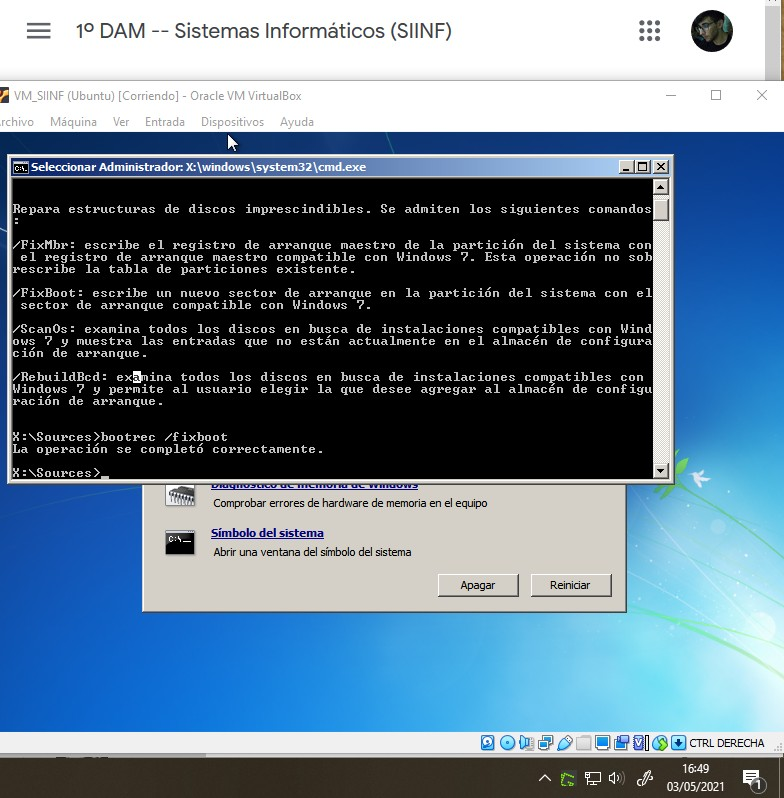 1º DAM -- Sistemas Informáticos (SIINF)
VM_SIINF (Ubuntu) [Corriendo] - Oracle VM VirtualBox
rchivo Máquina Ver Entrada Dispositivos Ayuda
Seleccionar Administrador: X:\windows\system32\cmd.exe
Repara estructuras de discos imprescindibles. Se admiten los siguientes comandos
:
/FixMbr: escribe el registro de arranque maestro de la partición del sistema con
el registro de arranque maestro compatible con Windows 7. Esta operación no sob
rescribe la tabla de particiones existente.
/FixBoot: escribe un nuevo sector de arranque en la partición del sistema con el
sector de arranque compatible con Windows 7.
/ScanOs: examina todos los discos en busca de instalaciones compatibles con Wind
ows 7 y muestra las entradas que no están actualmente en el almacén de configura
ción de arranque.
/RebuildBcd: examina todos los discos en busca de instalaciones compatibles con
Windows 7 y permite al usuario elegir la que desee agregar al almacén de configu
ración de arranque.
X:\Sources>bootrec /fixboot
La operación se completó correctamente.
X:\Sources>_
Diagnóstico de memoria de Windows
Comprobar errores de hardware de memoria en el equipo
Símbolo del sistema
Abrir una ventana del símbolo del sistema
Apagar Reiniciar
CTRL DERECHA
16:49
03/05/2021
1